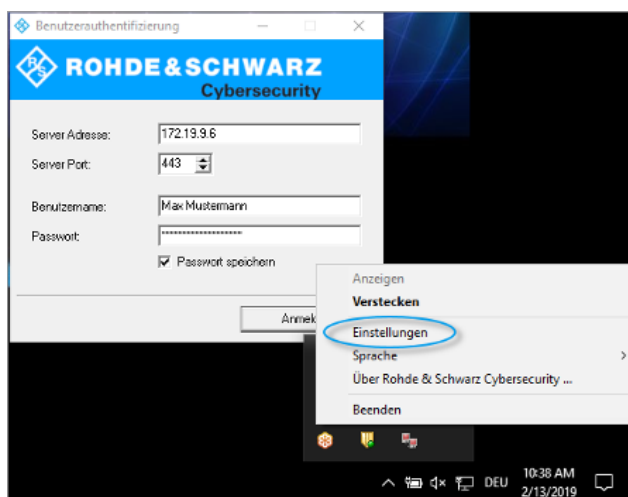 Benutzerauthentifizierung
R&S ROHDE & SCHWARZ
Cybersecurity
Server Adresse: 172.19.9.6
Server Port: 443
Benutzername: Max Mustermann
Passwort: ********************
Passwort speichern
Anmel
Anzeigen
Verstecken
Einstellungen
Sprache
Über Rohde & Schwarz Cybersecurity ...
Beenden
DEU
10:38 AM
2/13/2019